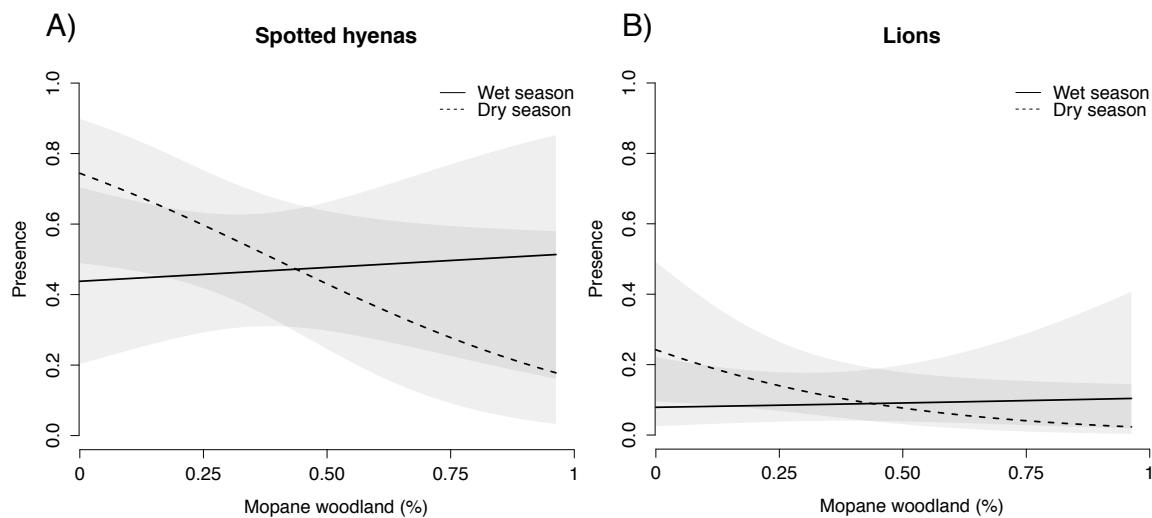 A)
Spotted hyenas
Wet season
Dry season
1.0
0.8
0.6
0.4
0.2
0.0
Presence
0
0.25
0.50
0.75
1
Mopane woodland (%)
B)
Lions
Wet season
Dry season
1.0
0.8
0.6
0.4
0.2
0.0
Presence
0
0.25
0.50
0.75
1
Mopane woodland (%)